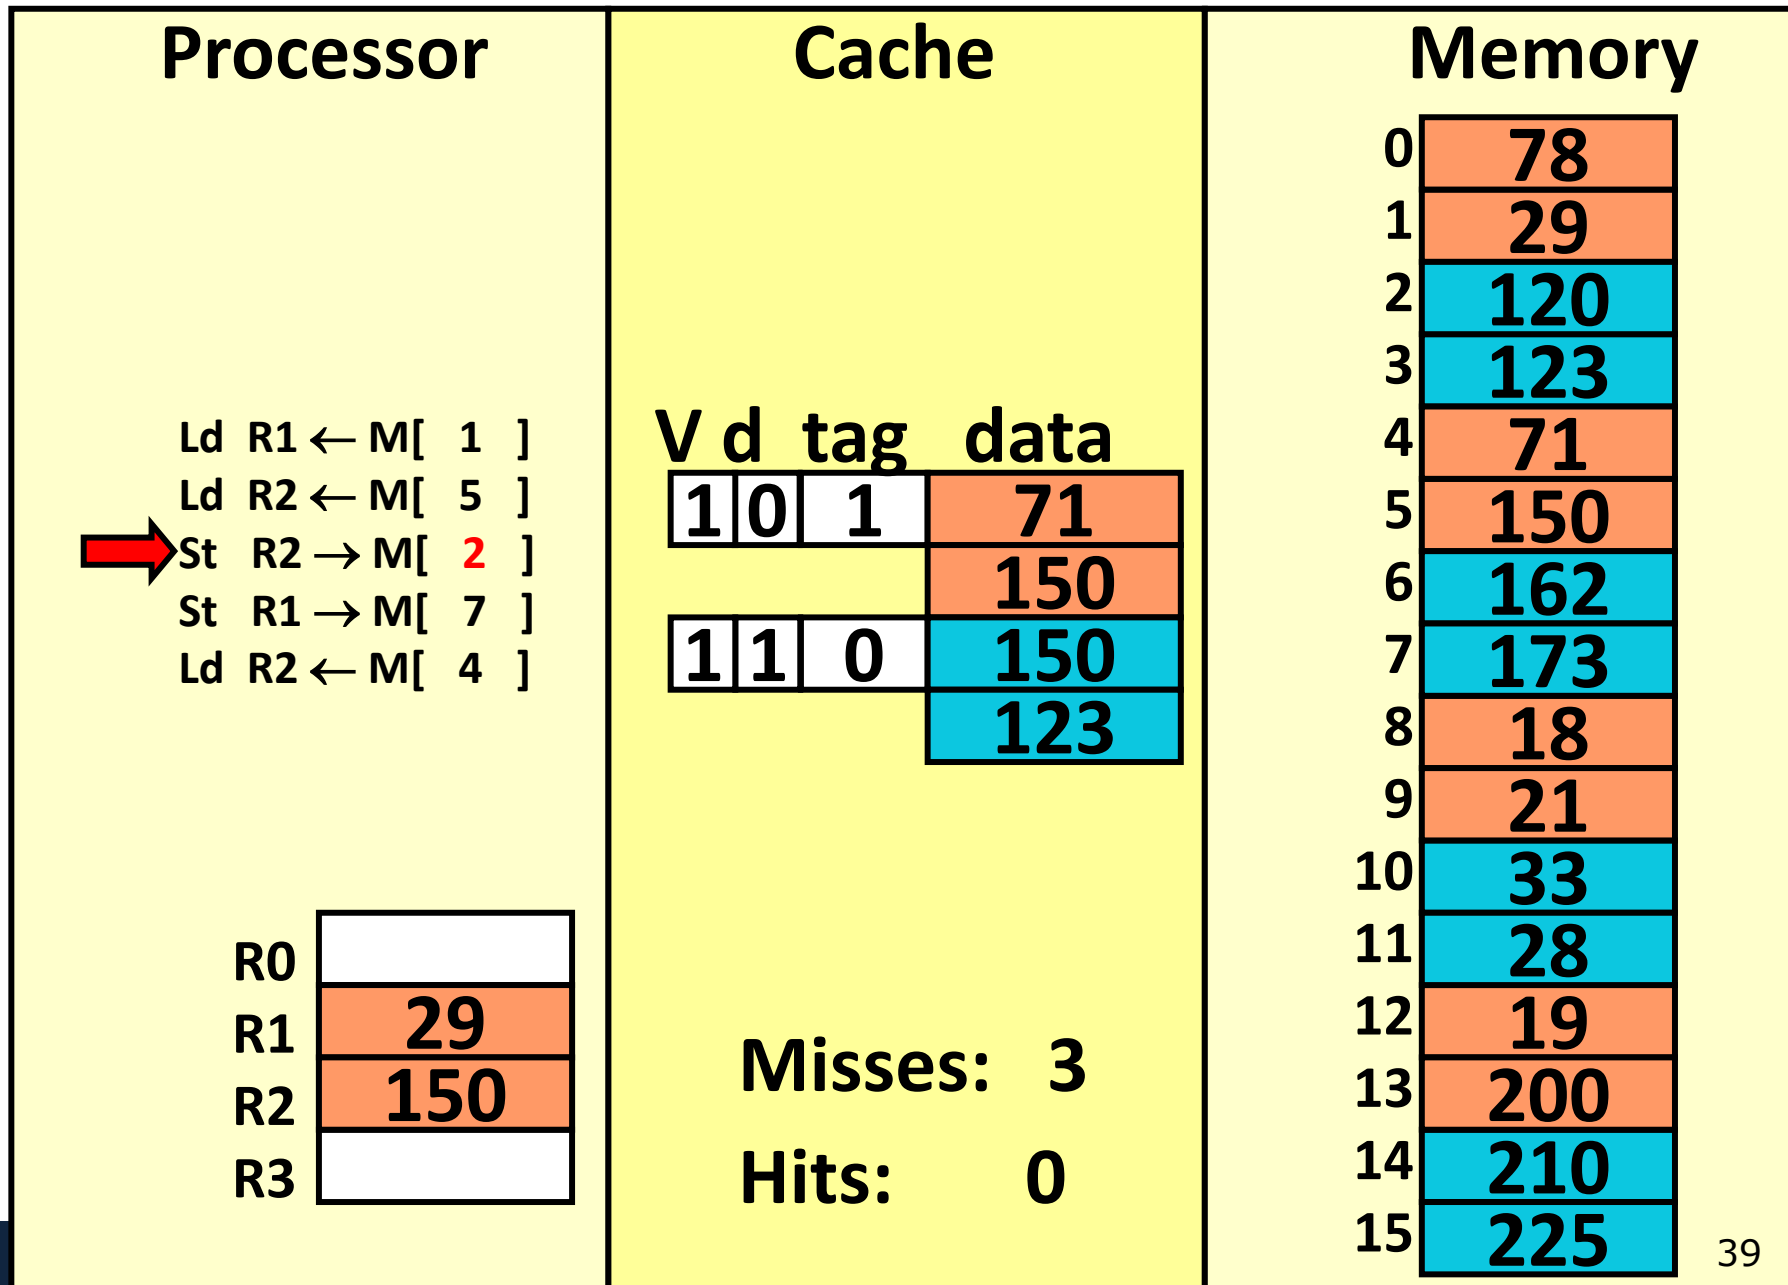 Processor
Ld R1 ← M[ 1 ]
Ld R2 ← M[ 5 ]
St R2 → M[ 2 ]
St R1 → M[ 7 ]
Ld R2 ← M[ 4 ]
R0
R1 29
R2 150
R3
Cache
V d tag data
1 0 1 71
150
1 1 0 150
123
Misses: 3
Hits: 0
Memory
0 78
1 29
2 120
3 123
4 71
5 150
6 162
7 173
8 18
9 21
10 33
11 28
12 19
13 200
14 210
15 225
39